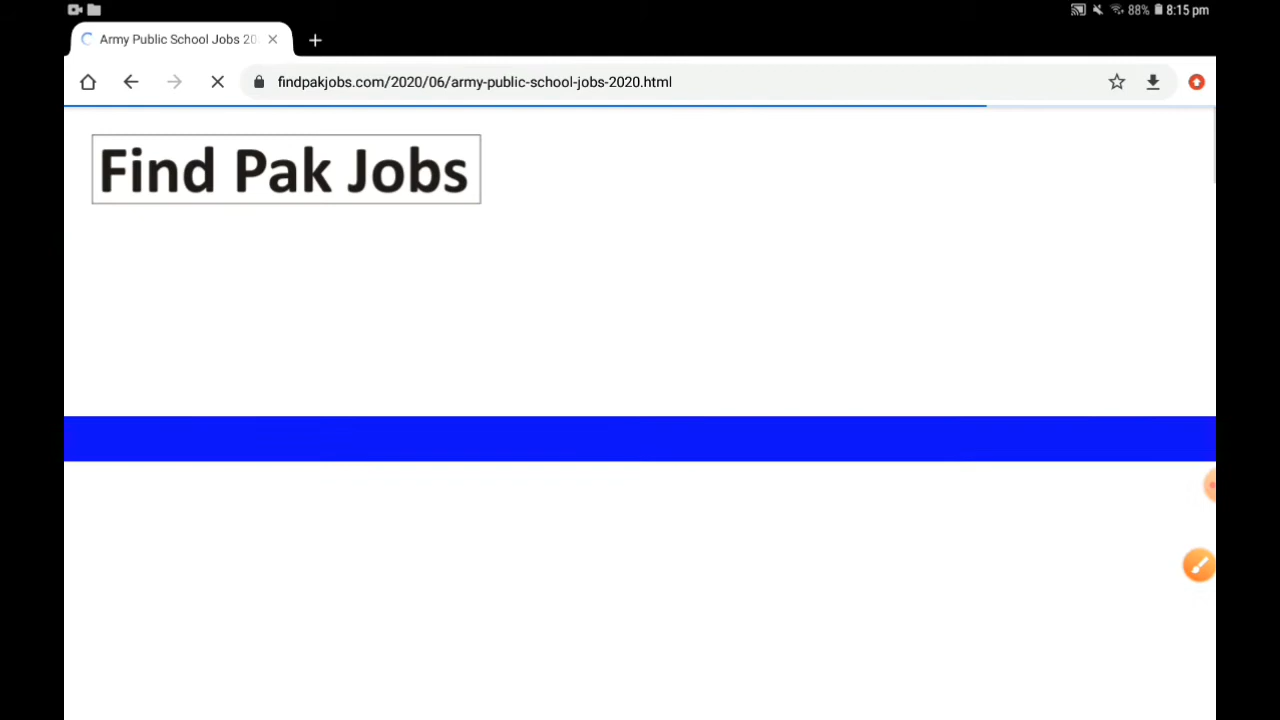 88% 8:15 pm
Army Public School Jobs 20
findpakjobs.com/2020/06/army-public-school-jobs-2020.html
Find Pak Jobs